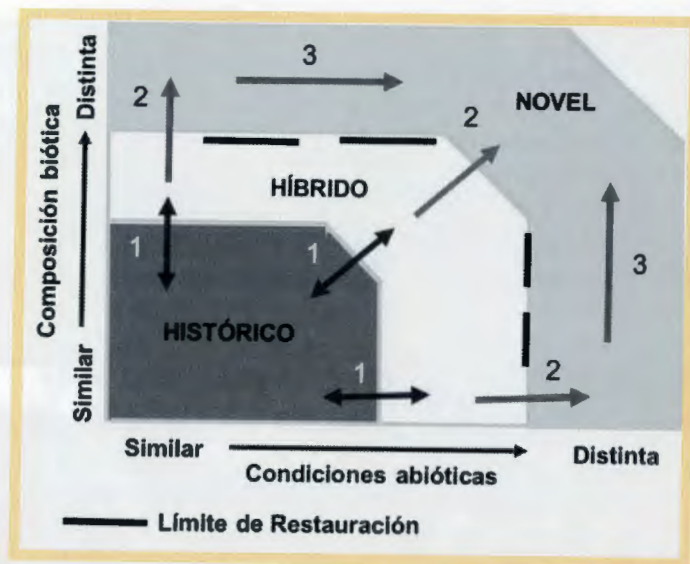 Composición biótica
Similar
Distinta
3
2
NOVEL
2
HÍBRIDO
1
1
3
HISTÓRICO
1
2
Similar
Distinta
Condiciones abióticas
Límite de Restauración